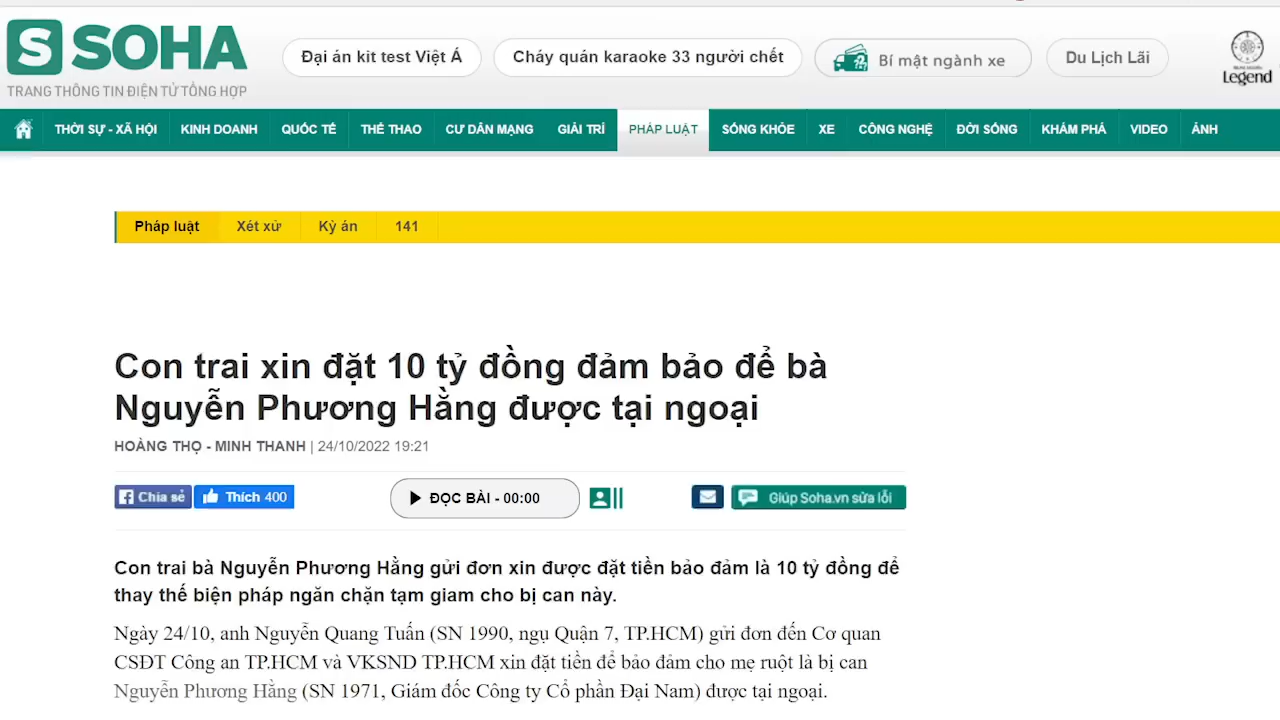 S SOHA
TRANG THÔNG TIN ĐIỆN TỬ TỔNG HỢP
Đại án kit test Việt Á
Cháy quán karaoke 33 người chết
Bí mật ngành xe
Du Lịch Lãi
Legend
THỜI SỰ - XÃ HỘI KINH DOANH QUỐC TẾ THỂ THAO CƯ DÂN MẠNG GIẢI TRÍ PHÁP LUẬT SỐNG KHỎE XE CÔNG NGHỆ ĐỜI SỐNG KHÁM PHÁ VIDEO ẢNH
Pháp luật Xét xử Kỳ án 141
Con trai xin đặt 10 tỷ đồng đảm bảo để bà
Nguyễn Phương Hằng được tại ngoại
HOÀNG THỌ - MINH THANH | 24/10/2022 19:21
Chia sẻ Thích 400 ĐỌC BÀI - 00:00 Giúp Soha.vn sửa lỗi
Con trai bà Nguyễn Phương Hằng gửi đơn xin được đặt tiền bảo đảm là 10 tỷ đồng để
thay thế biện pháp ngăn chặn tạm giam cho bị can này.
Ngày 24/10, anh Nguyễn Quang Tuấn (SN 1990, ngụ Quận 7, TP.HCM) gửi đơn đến Cơ quan
CSĐT Công an TP.HCM và VKSND TP.HCM xin đặt tiền để bảo đảm cho mẹ ruột là bị can
Nguyễn Phương Hằng (SN 1971, Giám đốc Công ty Cổ phần Đại Nam) được tại ngoại.